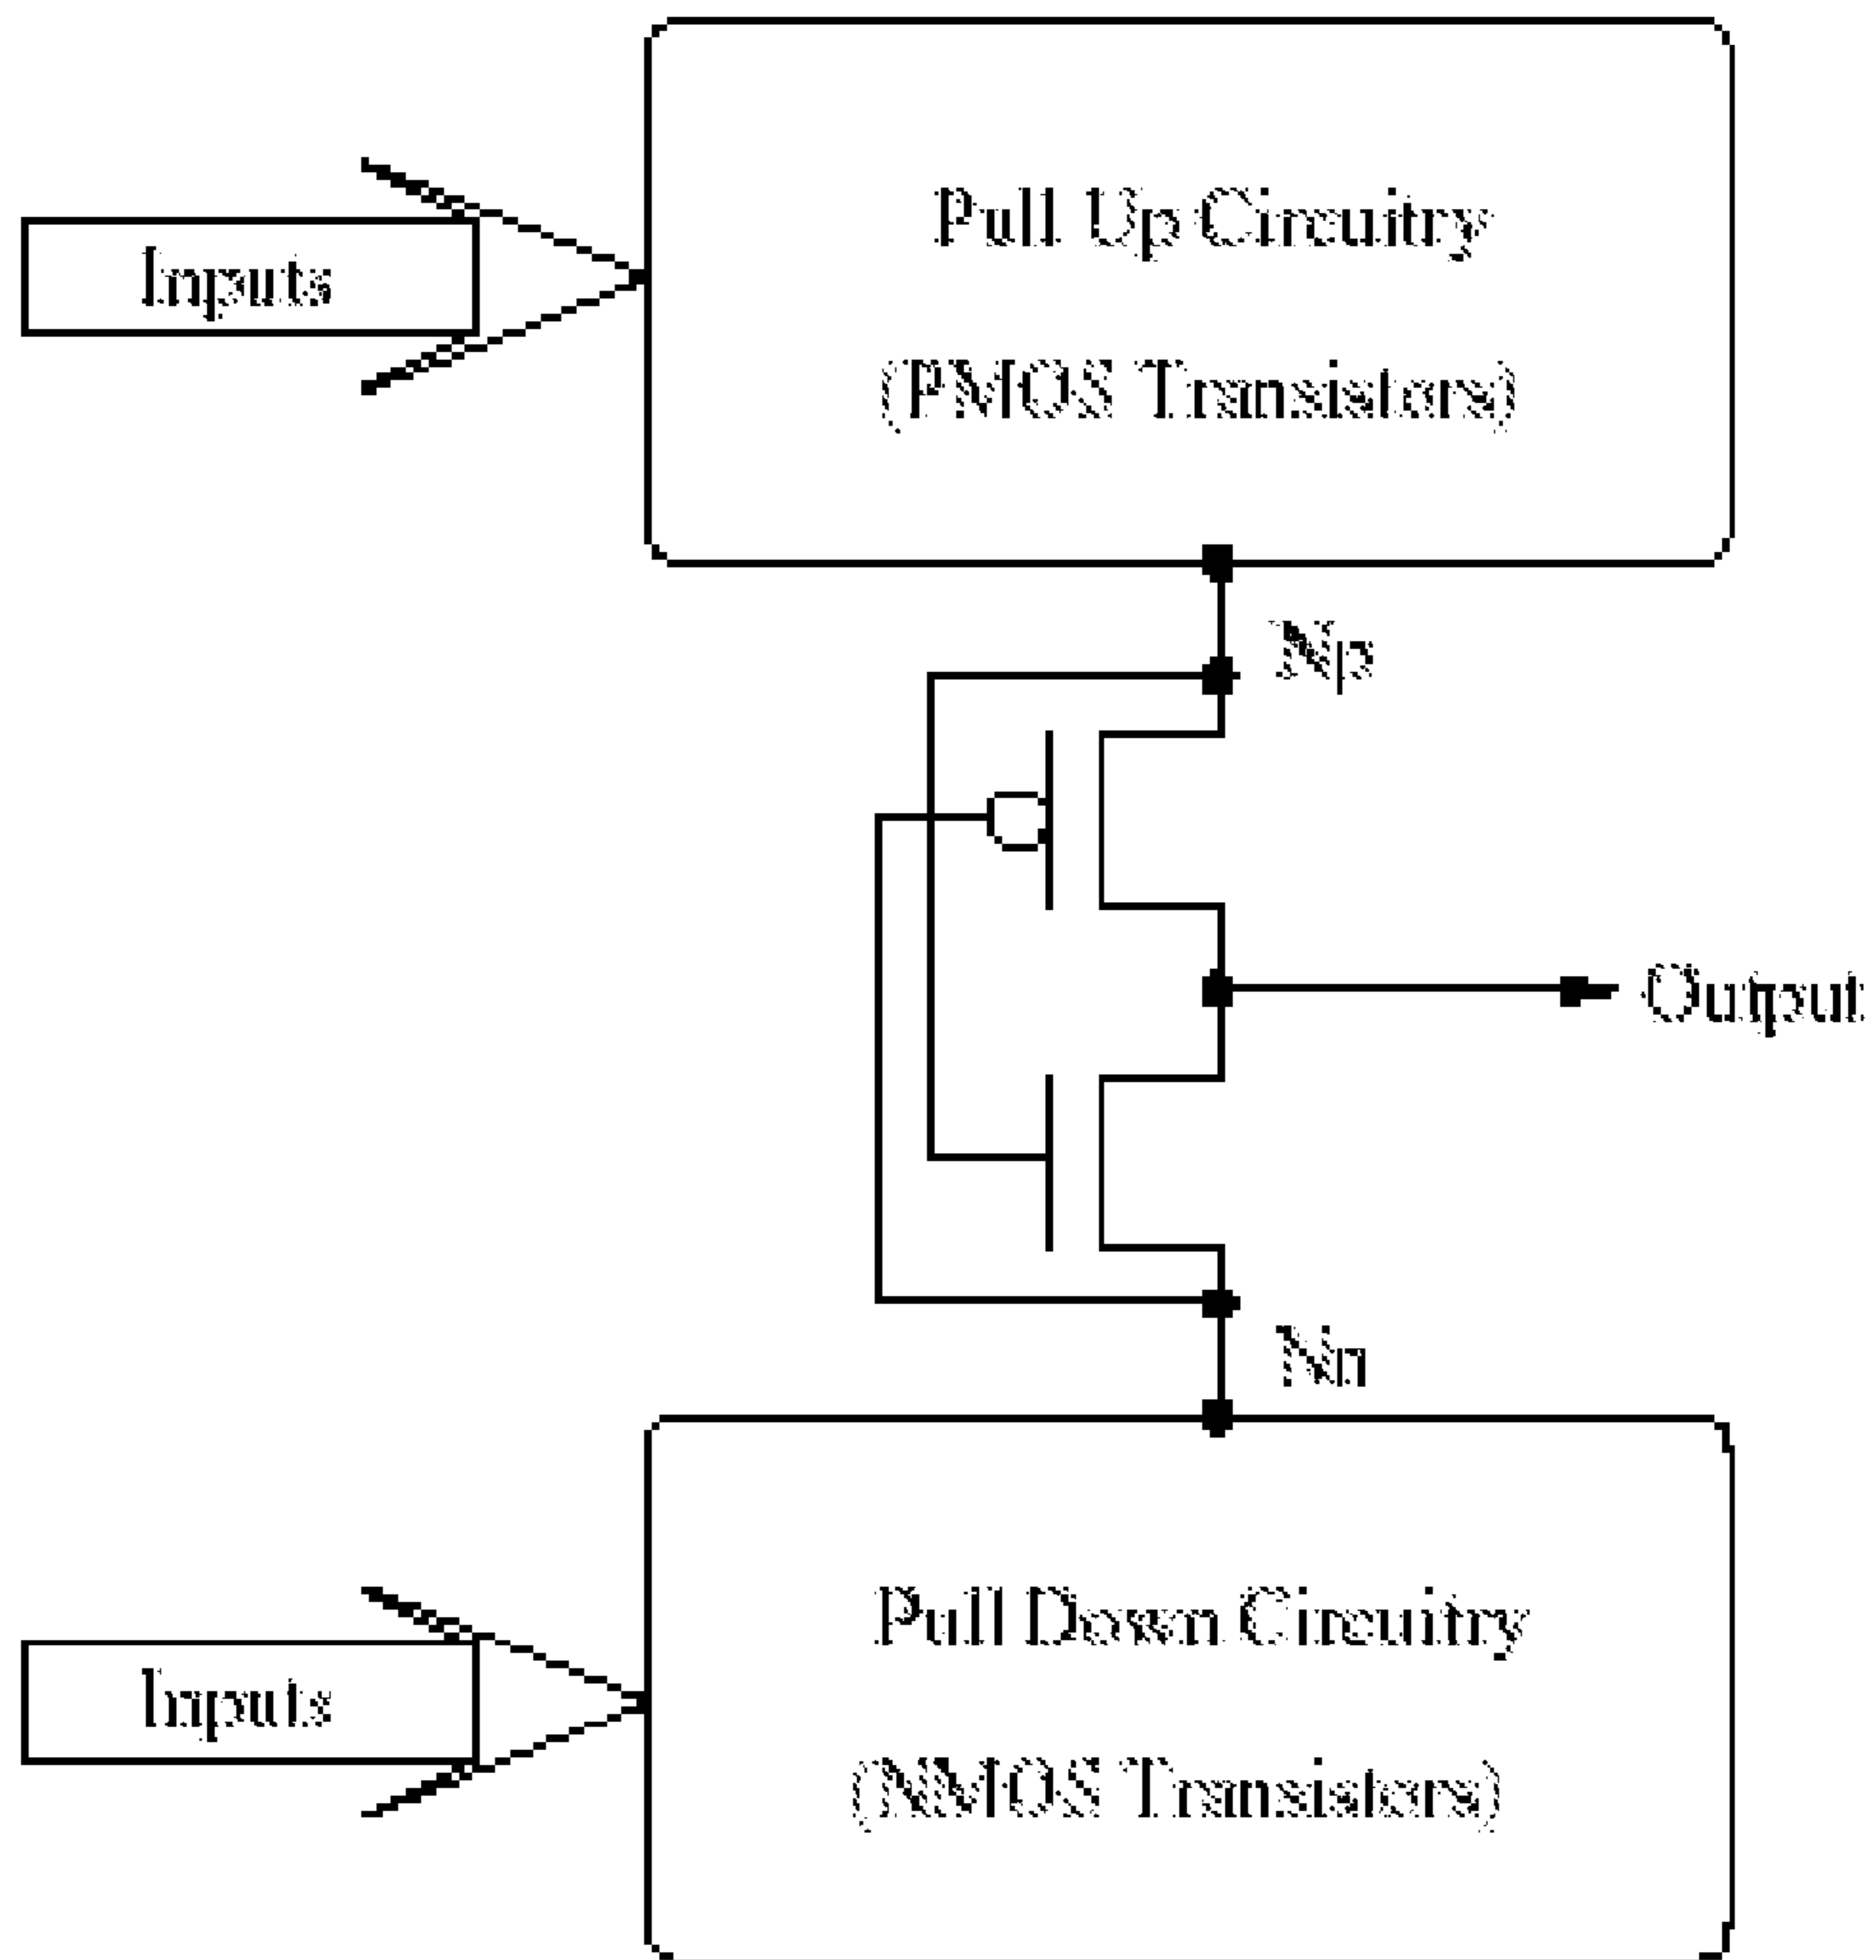 Pull Up Circuitry
Inputs
(PMOS Transistors)
Np
Output
Nn
Pull Down Circuitry
Inputs
(NMOS Transistors)